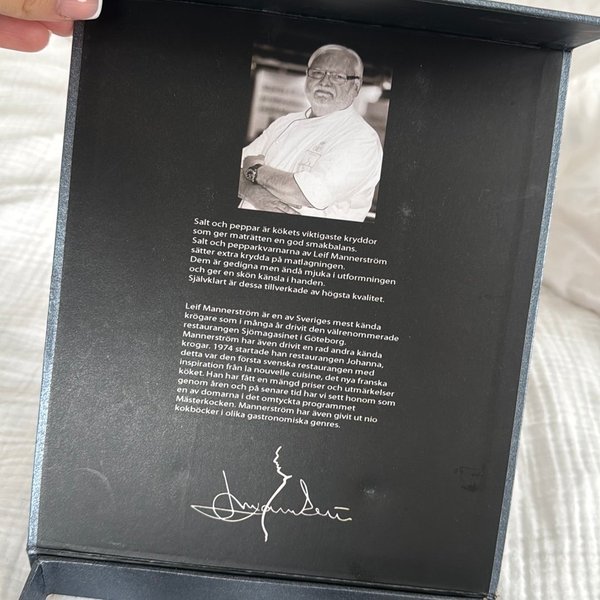 Salt och peppar är kökets viktigaste kryddor
som ger maträtten en god smakbalans.
Salt och pepparkvarnarna av Leif Mannerström
sätter extra krydda på matlagningen.
Dem är gedigna men ändå mjuka i utformningen
och ger en skön känsla i handen.
Självklart är dessa tillverkade av högsta kvalitet.
Leif Mannerström är en av Sveriges mest kända
krögare som i många år drivit den välrenommerade
restaurangen Sjömagasinet i Göteborg.
Mannerström har även drivit en rad andra kända
krogar. 1974 startade han restaurangen Johanna,
detta var den första svenska restaurangen med
inspiration från la nouvelle cuisine, det nya franska
köket. Han har fått en mängd priser och utmärkelser
genom åren och på senare tid har vi sett honom som
en av domarna i det omtyckta programmet
Mästerkocken. Mannerström har även givit ut nio
kokböcker i olika gastronomiska genres.